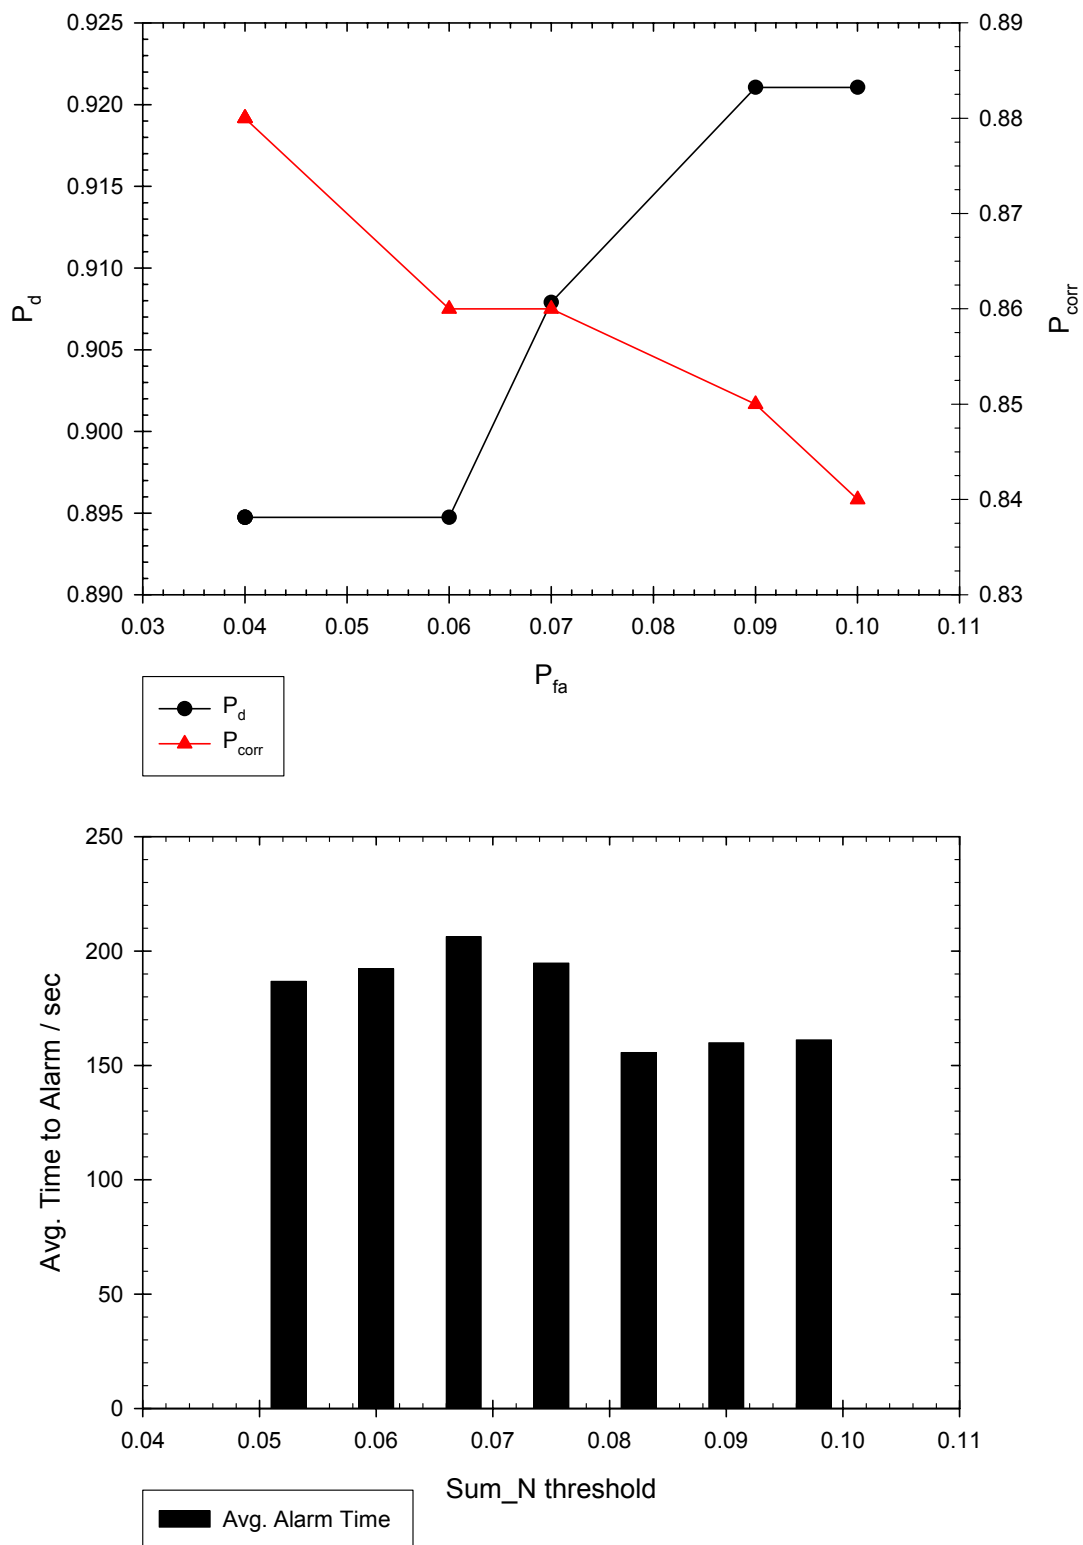 0.925
0.920
0.915
0.910
0.905
0.900
0.895
0.890
P_d
0.89
0.88
0.87
0.86
0.85
0.84
0.83
P_corr
0.03 0.04 0.05 0.06 0.07 0.08 0.09 0.10 0.11
P_fa
P_d
P_corr
250
200
150
100
50
0
Avg. Time to Alarm / sec
0.04 0.05 0.06 0.07 0.08 0.09 0.10 0.11
Sum_N threshold
Avg. Alarm Time